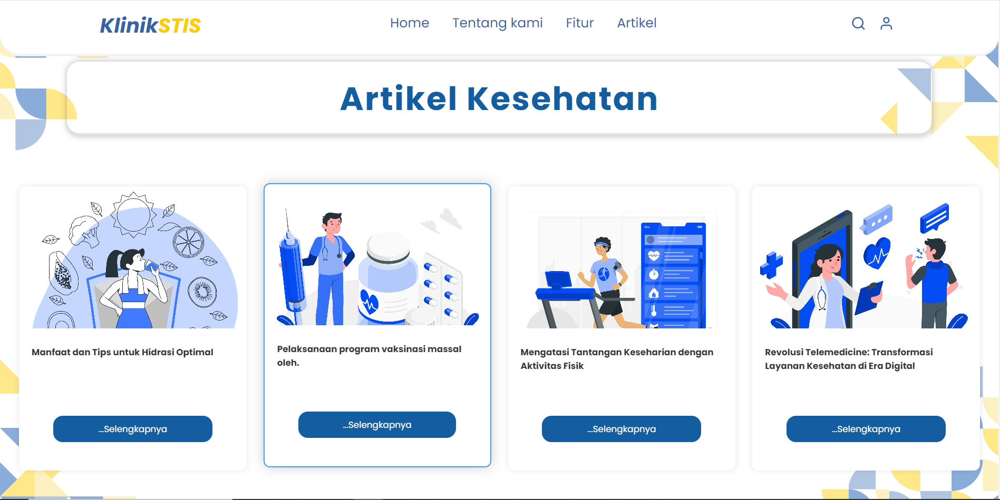 KlinikSTIS
Home
Tentang kami
Fitur
Artikel
Artikel Kesehatan
Manfaat dan Tips untuk Hidrasi Optimal
...Selengkapnya
Pelaksanaan program vaksinasi massal
oleh.
...Selengkapnya
Mengatasi Tantangan Keseharian dengan
Aktivitas Fisik
...Selengkapnya
Revolusi Telemedicine: Transformasi
Layanan Kesehatan di Era Digital
...Selengkapnya